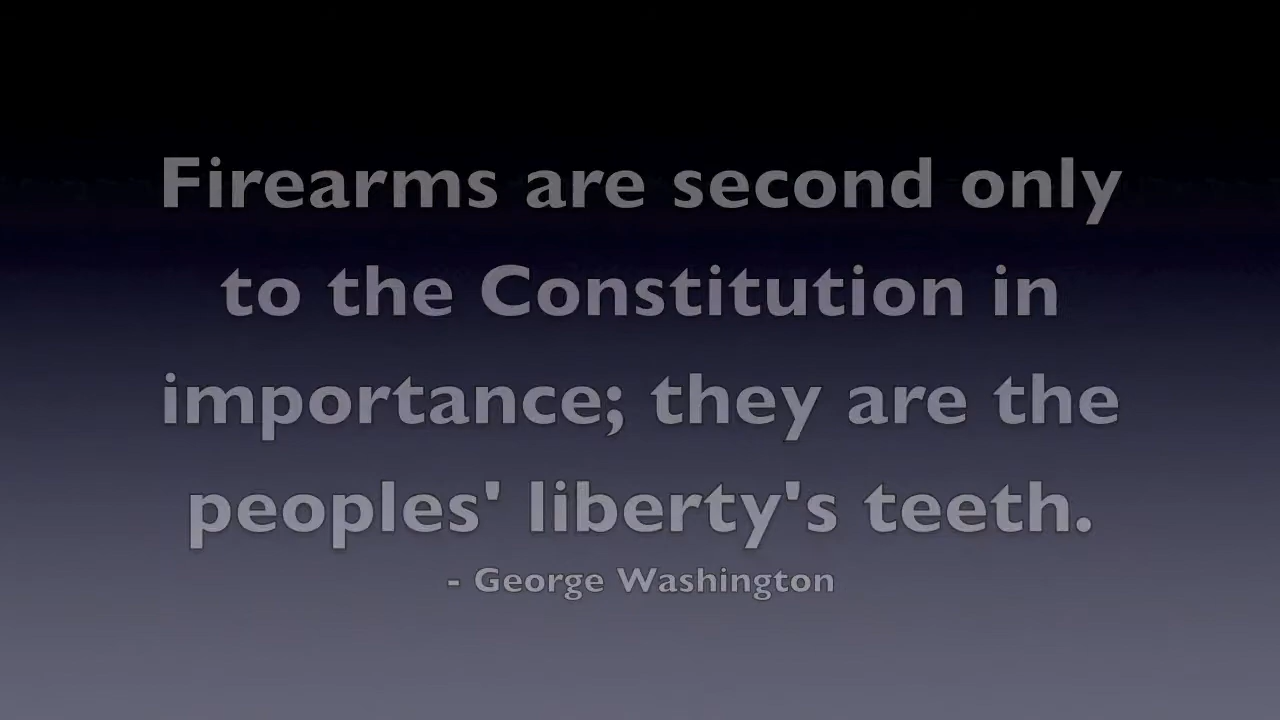 Firearms are second only
to the Constitution in
importance; they are the
peoples' liberty's teeth.
- George Washington